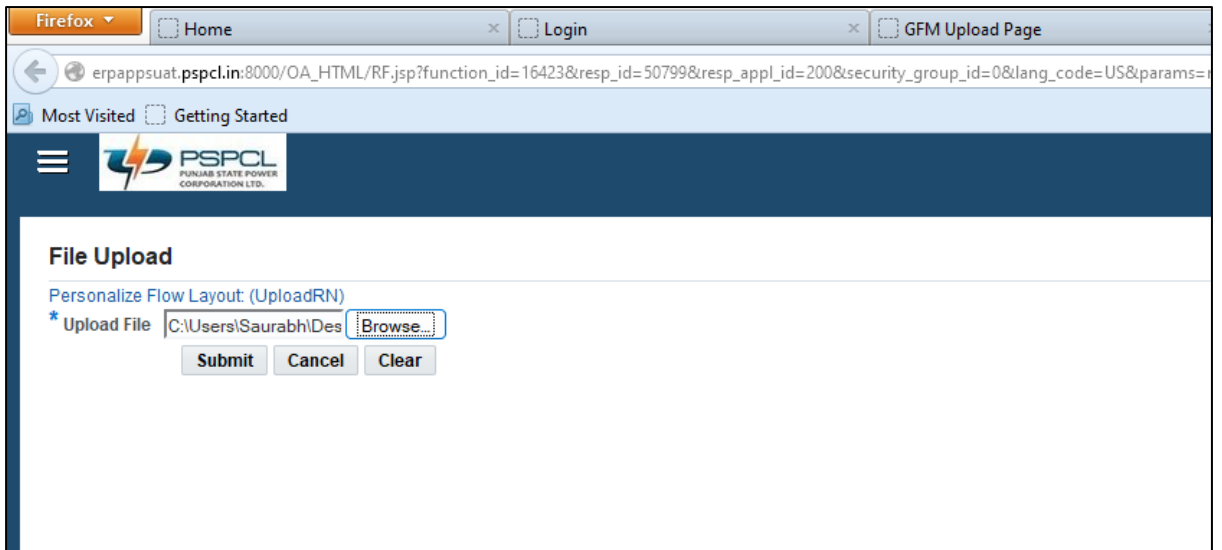 Firefox
Home
Login
GFM Upload Page
erpappsuat.pspcl.in:8000/OA_HTML/RF.jsp?function_id=16423&resp_id=50799&resp_appl_id=200&security_group_id=0&lang_code=US&params=
Most Visited
Getting Started
PSPCL
PUNJAB STATE POWER
CORPORATION LTD.
File Upload
Personalize Flow Layout: (UploadRN)
* Upload File C:\Users\Saurabh\Des Browse...
Submit Cancel Clear